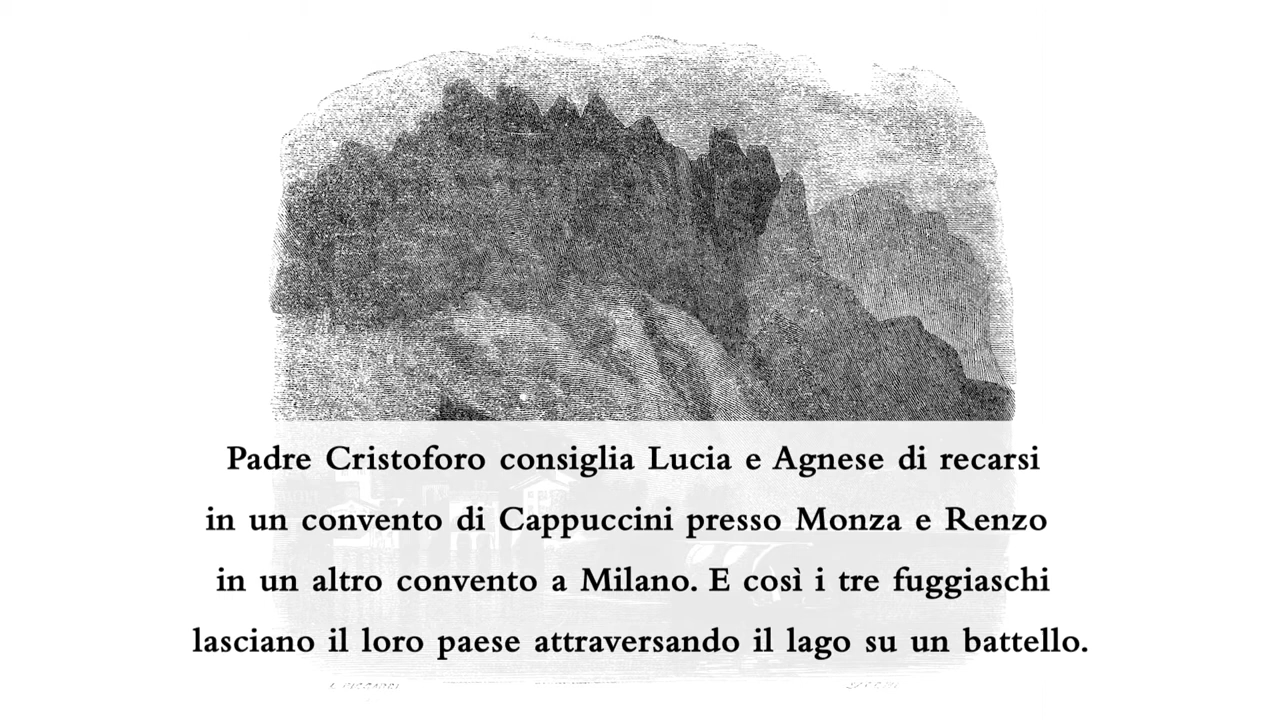 Padre Cristoforo consiglia Lucia e Agnese di recarsi
in un convento di Cappuccini presso Monza e Renzo
in un altro convento a Milano. E così i tre fuggiaschi
lasciano il loro paese attraversando il lago su un battello.